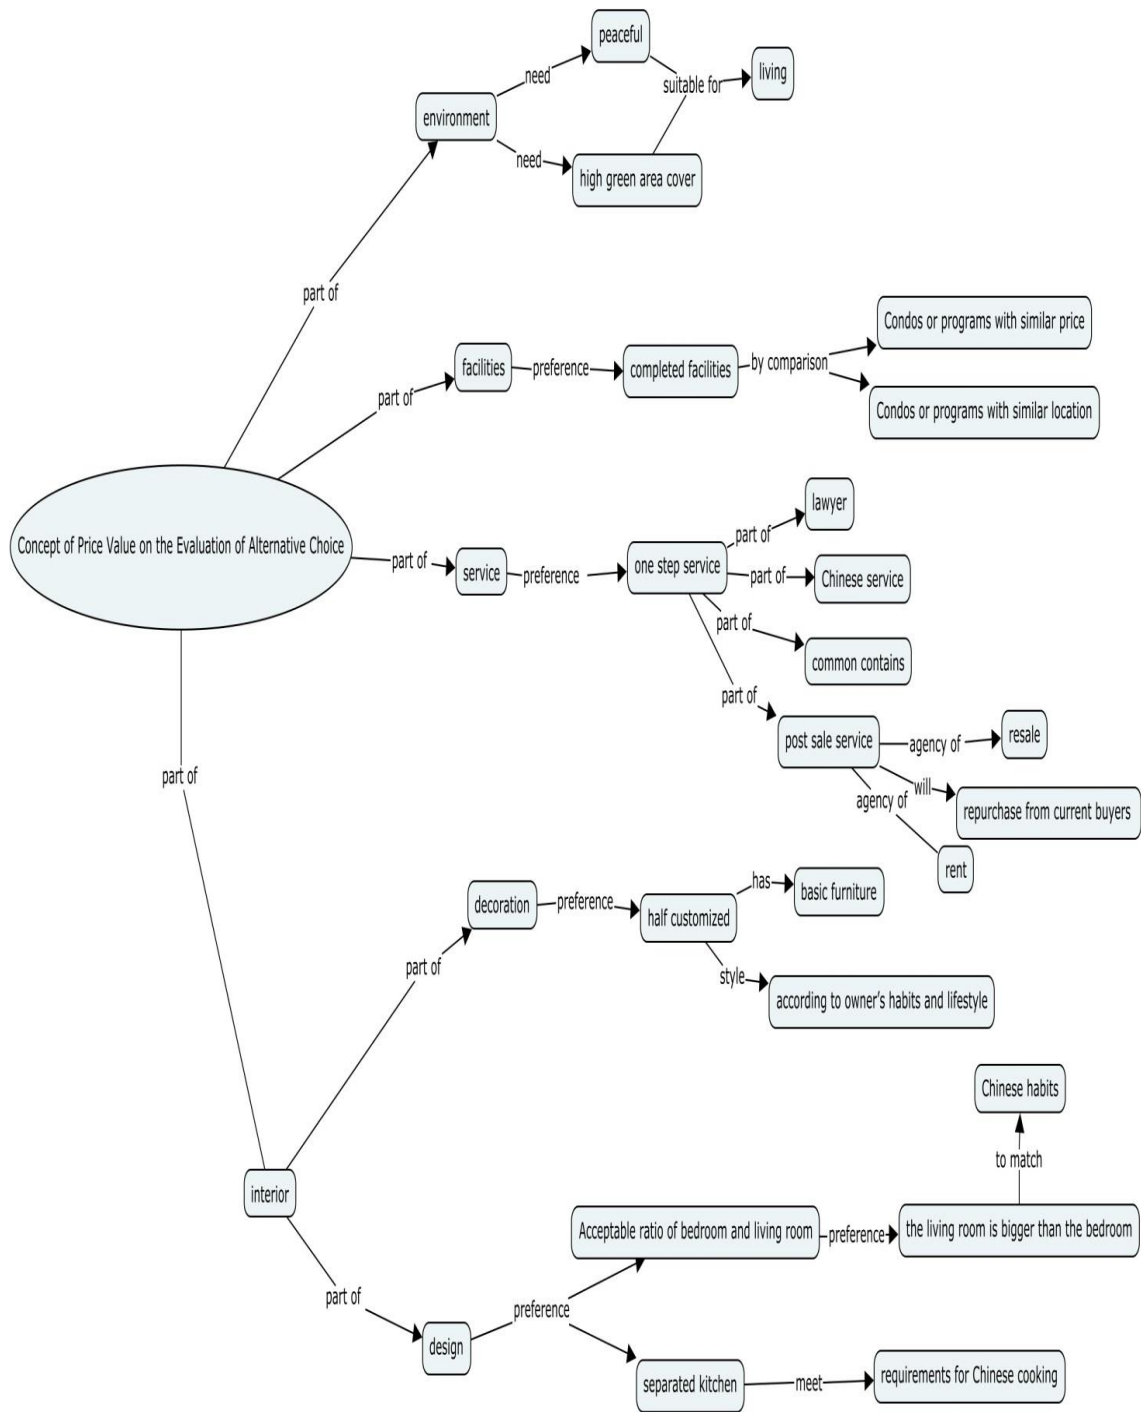 peaceful
need
suitable for
living
environment
need
high green area cover
part of
Condos or programs with similar price
facilities
preference
completed facilities
by comparison
part of
Condos or programs with similar location
lawyer
part of
Concept of Price Value on the Evaluation of Alternative Choice
part of
service
preference
one step service
part of
Chinese service
part of
common contains
part of
post sale service
agency of
resale
will
repurchase from current buyers
agency of
rent
part of
decoration
preference
half customized
has
basic furniture
style
according to owner's habits and lifestyle
part of
Chinese habits
to match
interior
Acceptable ratio of bedroom and living room
preference
the living room is bigger than the bedroom
part of
design
preference
separated kitchen
meet
requirements for Chinese cooking